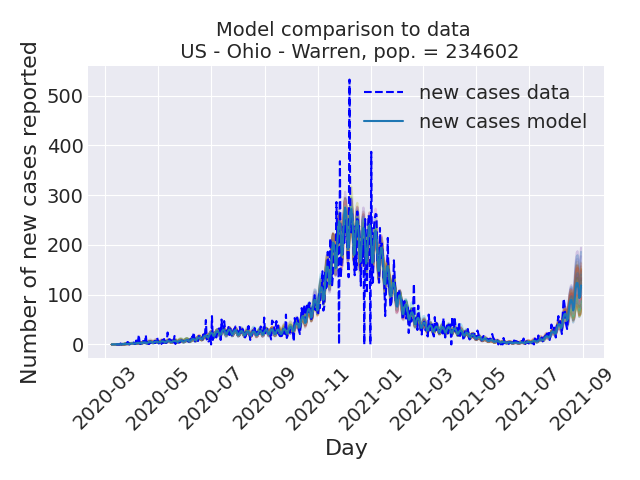 Model comparison to data
US - Ohio - Warren, pop. = 234602
Number of new cases reported
500
400
300
200
100
0
new cases data
new cases model
2020-03
2020-05
2020-07
2020-09
2020-11
2021-01
2021-03
2021-05
2021-07
2021-09
Day